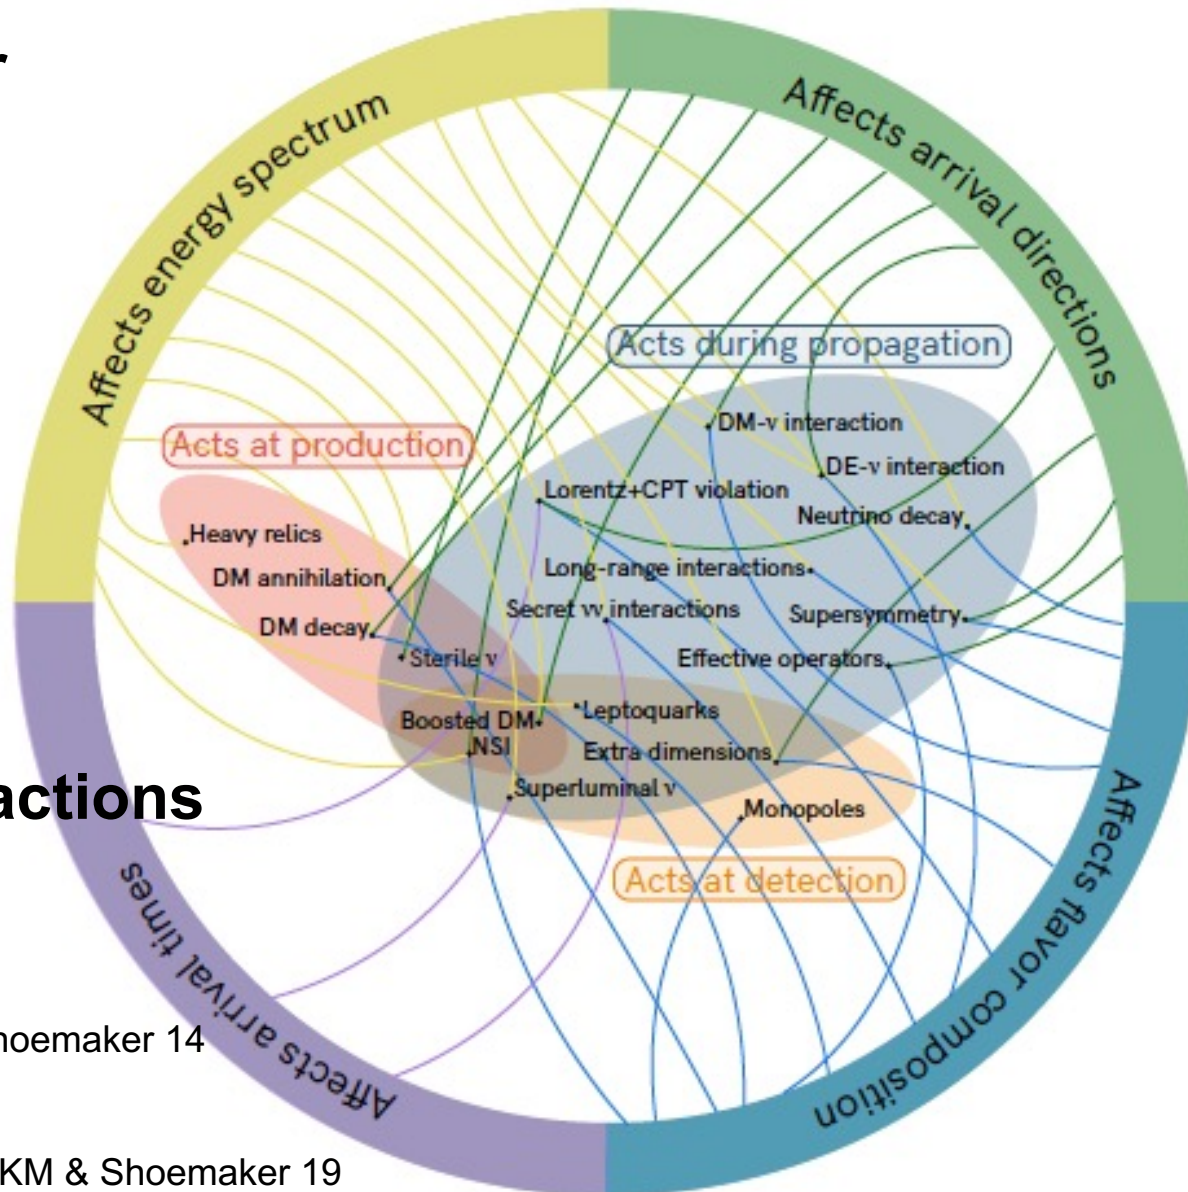 Affects energy spectrum
Affects arrival directions
Acts during propagation
DM-ν interaction
Acts at production
DE-ν interaction
Lorentz+CPT violation
Neutrino decay
Heavy relics
Long-range interactions
DM annihilation
Secret νν interactions
Supersymmetry
DM decay
Sterile ν
Effective operators
Leptoquarks
Boosted DM
NSI
Extra dimensions
Superluminal ν
actions
Monopoles
Acts at detection
Affects flavor composition
Affects arrival times
hoemaker 14
KM & Shoemaker 19